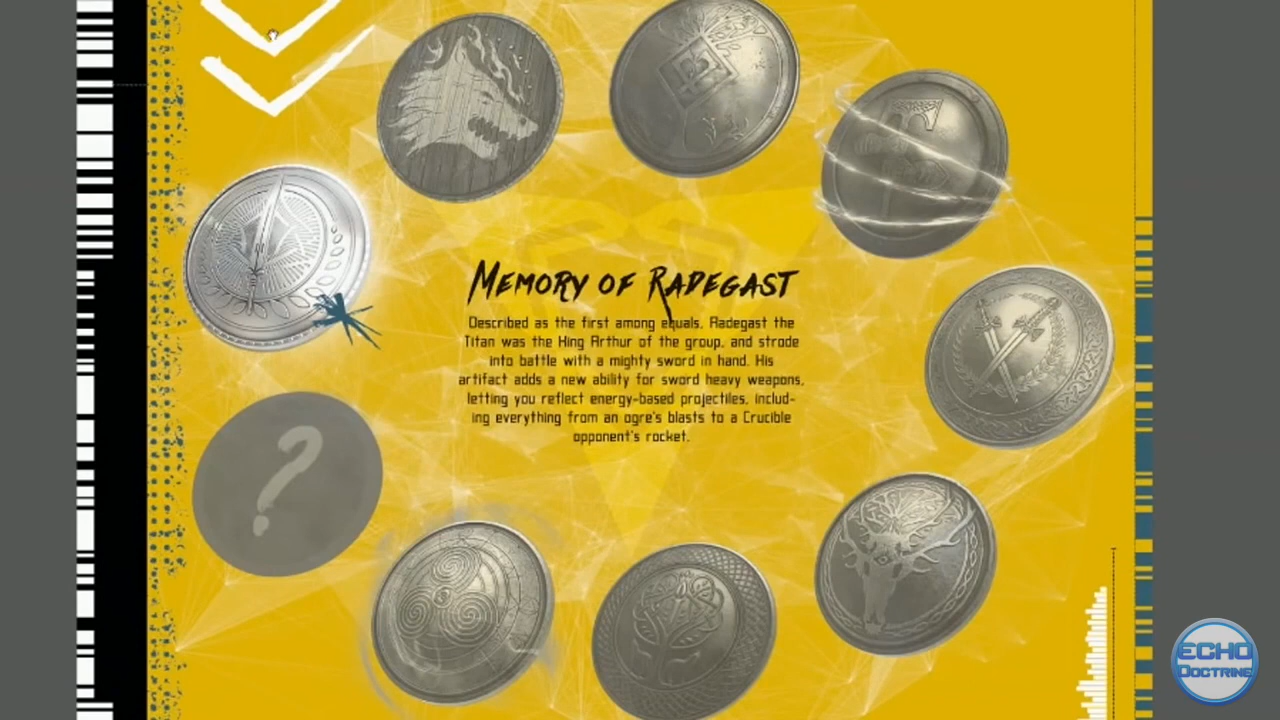 Memory of Radegast
Described as the first among equals, Radegast the
Titan was the King Arthur of the group, and strode
into battle with a mighty sword in hand. His
artifact adds a new ability for sword heavy weapons,
letting you reflect energy-based projectiles, includ-
ing everything from an ogre's blasts to a Crucible
opponent's rocket.
?
ECHO
DOCTRINE